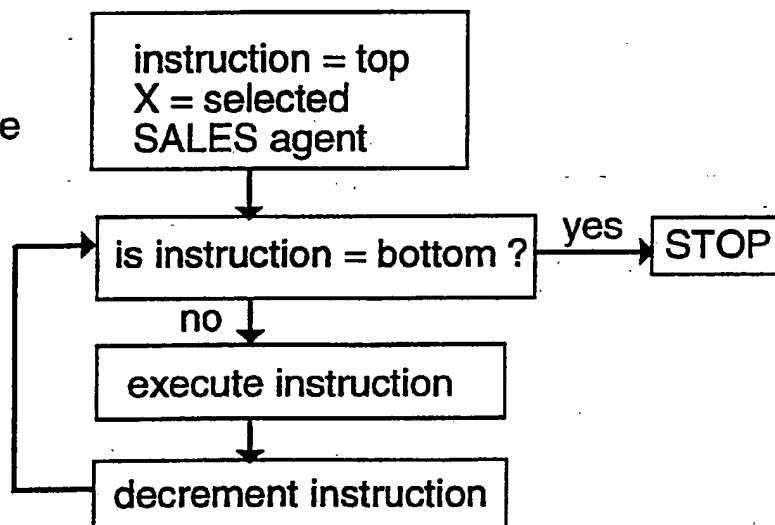 instruction = top
X = selected
SALES agent
e
is instruction = bottom ?
yes
STOP
no
execute instruction
decrement instruction